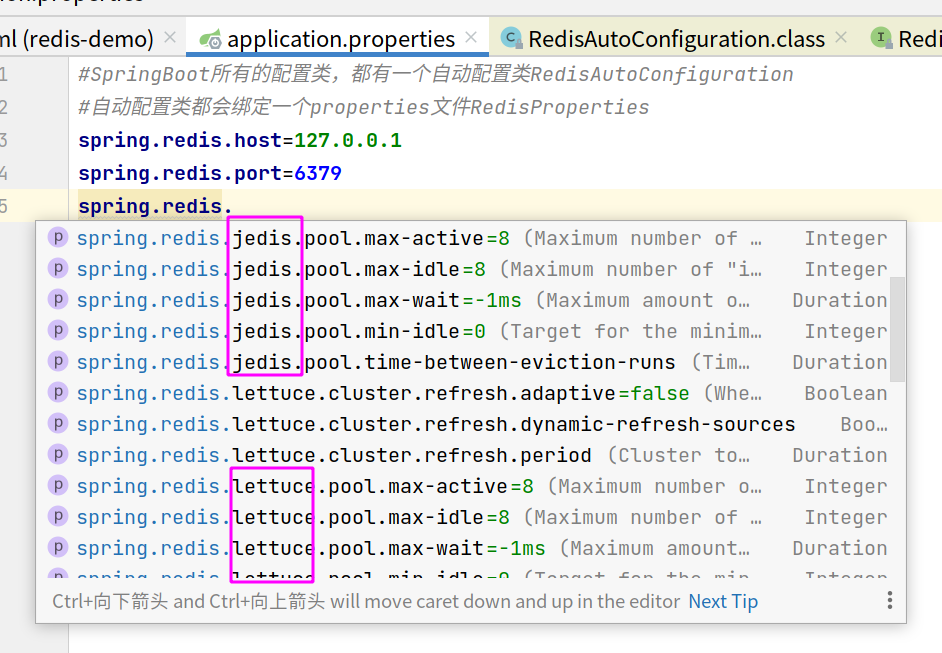 ml (redis-demo) × application.properties × C RedisAutoConfiguration.class × I Redi
1 #SpringBoot所有的配置类，都有一个自动配置类RedisAutoConfiguration
2 #自动配置类都会绑定一个properties文件RedisProperties
3 spring.redis.host=127.0.0.1
4 spring.redis.port=6379
5 spring.redis.
p spring.redis.jedis.pool.max-active=8 (Maximum number of … Integer
p spring.redis.jedis.pool.max-idle=8 (Maximum number of "i… Integer
p spring.redis.jedis.pool.max-wait=-1ms (Maximum amount o… Duration
p spring.redis.jedis.pool.min-idle=0 (Target for the minim… Integer
p spring.redis.jedis.pool.time-between-eviction-runs (Tim… Duration
p spring.redis.lettuce.cluster.refresh.adaptive=false (Whe… Boolean
p spring.redis.lettuce.cluster.refresh.dynamic-refresh-sources Boo…
p spring.redis.lettuce.cluster.refresh.period (Cluster to… Duration
p spring.redis.lettuce.pool.max-active=8 (Maximum number o… Integer
p spring.redis.lettuce.pool.max-idle=8 (Maximum number of … Integer
p spring.redis.lettuce.pool.max-wait=-1ms (Maximum amount… Duration
p spring.redis.lettuce.pool.min-idle=0 (Target for the min… Integer
Ctrl+向下箭头 and Ctrl+向上箭头 will move caret down and up in the editor Next Tip